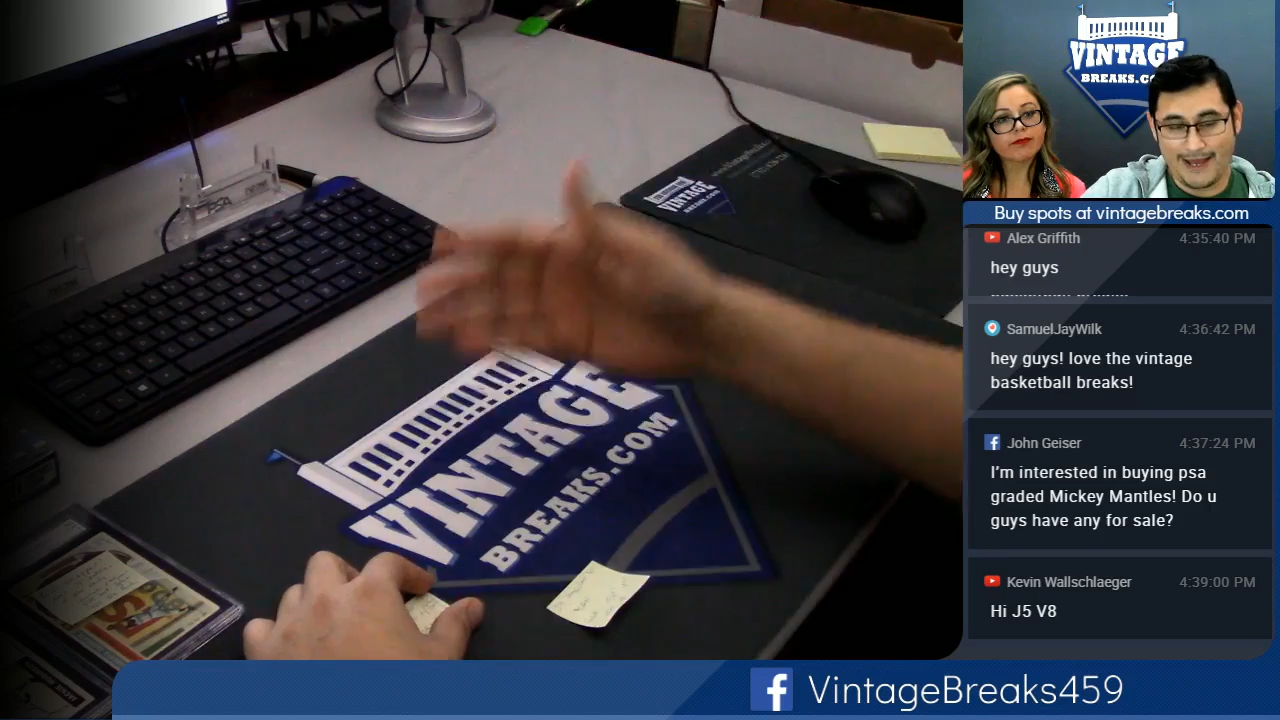 VINTAGE
BREAKS.CO
Buy spots at vintagebreaks.com
Alex Griffith 4:35:40 PM
hey guys
SamuelJayWilk 4:36:42 PM
hey guys! love the vintage
basketball breaks!
John Geiser 4:37:24 PM
I'm interested in buying psa
graded Mickey Mantles! Do u
guys have any for sale?
Kevin Wallschlaeger 4:39:00 PM
Hi J5 V8
VINTAGE
VINTAGE
BREAKS.COM
f VintageBreaks459